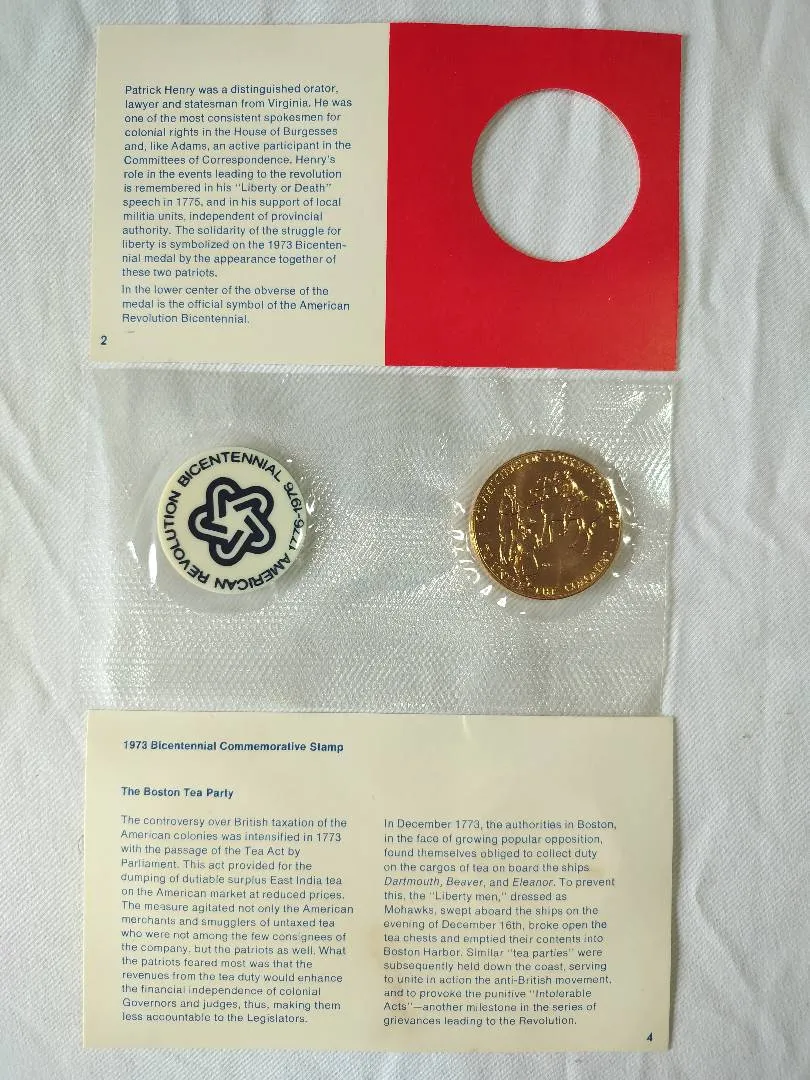 Patrick Henry was a distinguished orator,
lawyer and statesman from Virginia. He was
one of the most consistent spokesmen for
colonial rights in the House of Burgesses
and, like Adams, an active participant in the
Committees of Correspondence. Henry's
role in the events leading to the revolution
is remembered in his "Liberty or Death"
speech in 1775, and in his support of local
militia units, independent of provincial
authority. The solidarity of the struggle for
liberty is symbolized on the 1973 Bicenten-
nial medal by the appearance together of
these two patriots.
In the lower center of the obverse of the
medal is the official symbol of the American
Revolution Bicentennial.
2
AMERICAN REVOLUTION BICENTENNIAL 1776-1976
COMMITTEES OF CORRESPONDENCE
THE
1973 Bicentennial Commemorative Stamp
The Boston Tea Party
The controversy over British taxation of the
American colonies was intensified in 1773
with the passage of the Tea Act by
Parliament. This act provided for the
dumping of dutiable surplus East India tea
on the American market at reduced prices.
The measure agitated not only the American
merchants and smugglers of untaxed tea
who were not among the few consignees of
the company, but the patriots as well. What
the patriots feared most was that the
revenues from the tea duty would enhance
the financial independence of colonial
Governors and judges, thus, making them
less accountable to the Legislators.
In December 1773, the authorities in Boston,
in the face of growing popular opposition,
found themselves obliged to collect duty
on the cargos of tea on board the ships
Dartmouth, Beaver, and Eleanor. To prevent
this, the "Liberty men," dressed as
Mohawks, swept aboard the ships on the
evening of December 16th, broke open the
tea chests and emptied their contents into
Boston Harbor. Similar "tea parties" were
subsequently held down the coast, serving
to unite in action the anti-British movement,
and to provoke the punitive "Intolerable
Acts"—another milestone in the series of
grievances leading to the Revolution.
4